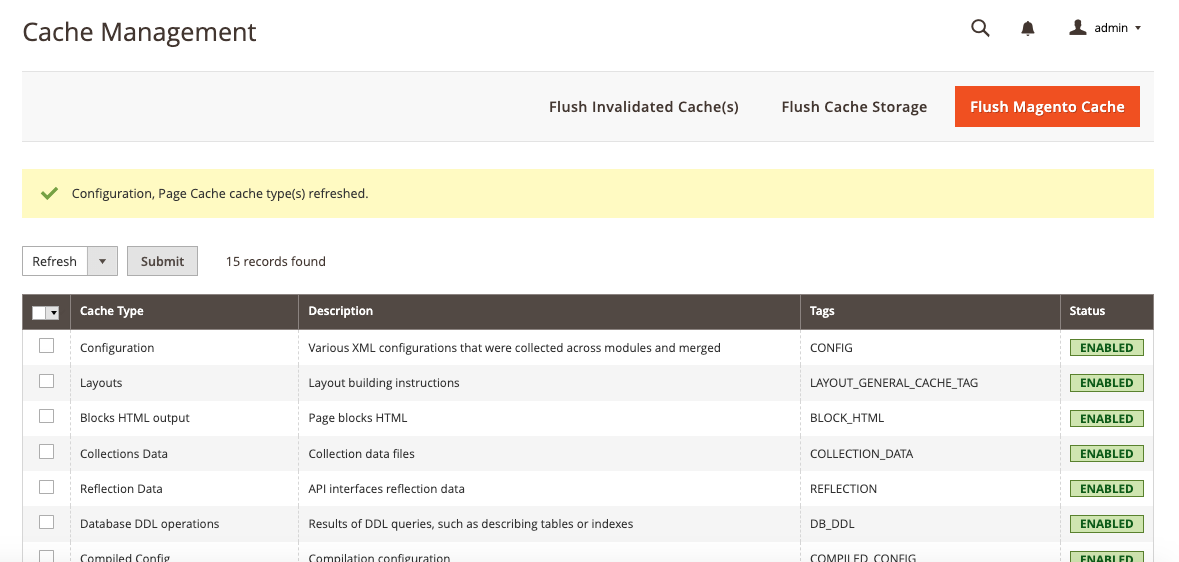 Cache Management
admin
Flush Invalidated Cache(s) Flush Cache Storage Flush Magento Cache
Configuration, Page Cache cache type(s) refreshed.
Refresh Submit 15 records found
Cache Type Description Tags Status
Configuration Various XML configurations that were collected across modules and merged CONFIG ENABLED
Layouts Layout building instructions LAYOUT_GENERAL_CACHE_TAG ENABLED
Blocks HTML output Page blocks HTML BLOCK_HTML ENABLED
Collections Data Collection data files COLLECTION_DATA ENABLED
Reflection Data API interfaces reflection data REFLECTION ENABLED
Database DDL operations Results of DDL queries, such as describing tables or indexes DB_DDL ENABLED
Compiled Config Compilation configuration COMPILED_CONFIG ENABLED